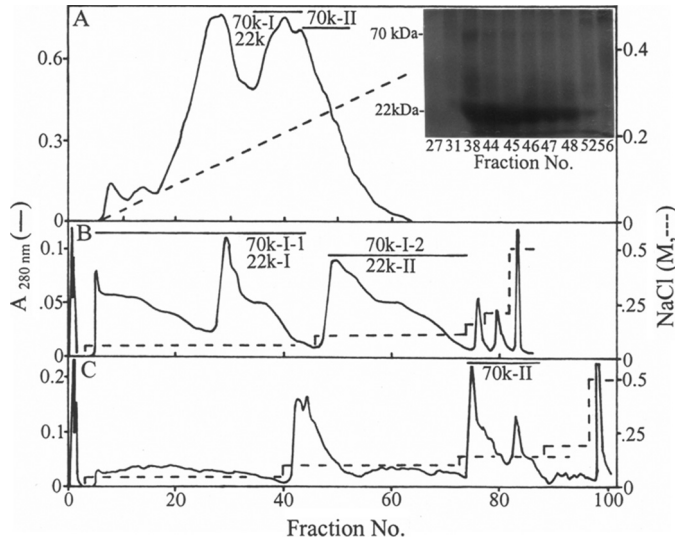 A
70k-I
22k
70k-II
70 kDa-
22kDa-
27 31 38 44 45 46 47 48 52 56
Fraction No.
0.6
0.3
0
0.4
0.2
0
B
70k-I-1
22k-I
70k-I-2
22k-II
0.1
.05
0
0.5
.25
0
C
70k-II
0.2
0.1
0
0.5
.25
0
A 280 nm (—)
NaCl (M,---)
0 20 40 60 80 100
Fraction No.